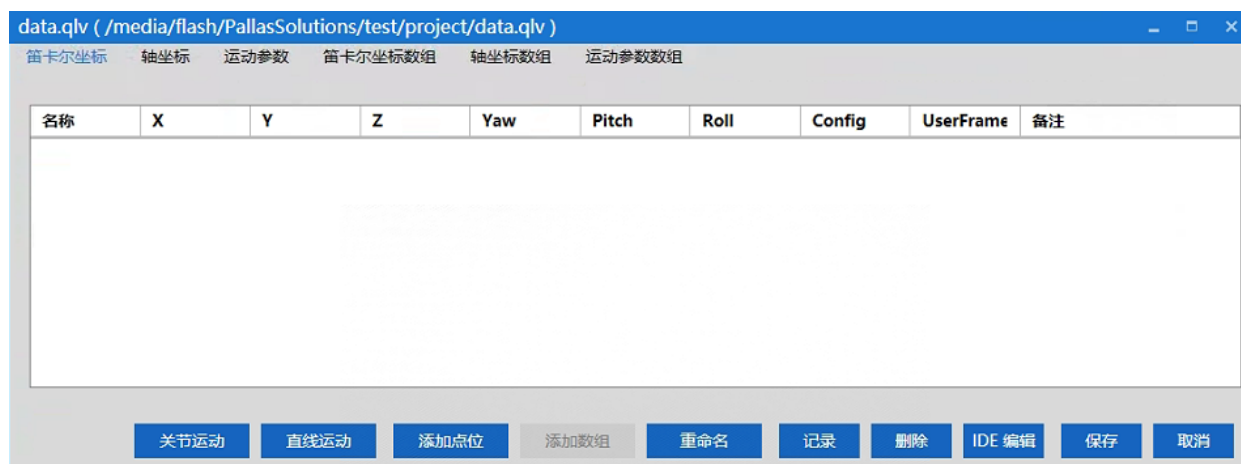 data.qlv ( /media/flash/PallasSolutions/test/project/data.qlv )
笛卡尔坐标 轴坐标 运动参数 笛卡尔坐标数组 轴坐标数组 运动参数数组
名称 X Y Z Yaw Pitch Roll Config UserFrame 备注
关节运动 直线运动 添加点位 添加数组 重命名 记录 删除 IDE 编辑 保存 取消